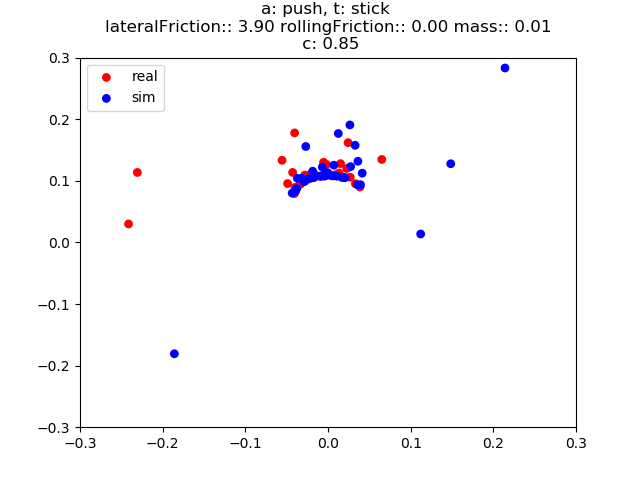 a: push, t: stick
lateralFriction:: 3.90 rollingFriction:: 0.00 mass:: 0.01
c: 0.85
real
sim
0.3
0.2
0.1
0.0
−0.1
−0.2
−0.3
−0.3 −0.2 −0.1 0.0 0.1 0.2 0.3